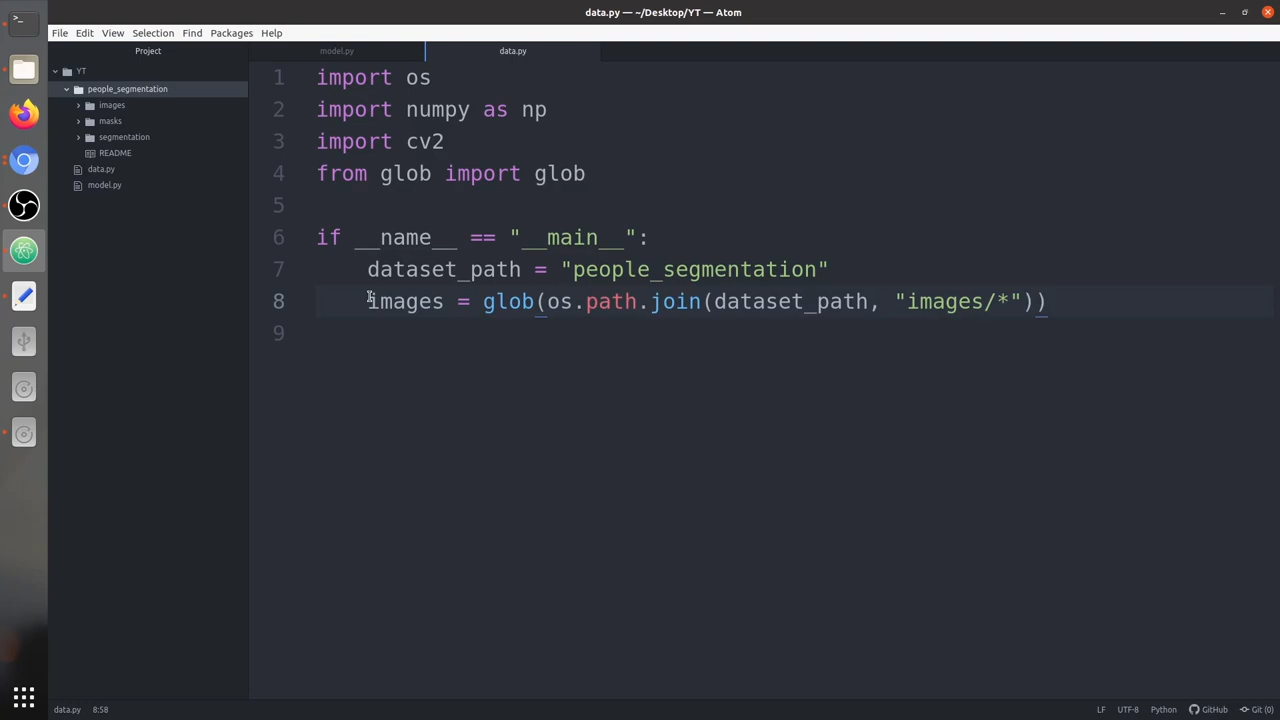 data.py — ~/Desktop/YT — Atom
File Edit View Selection Find Packages Help
Project
model.py
data.py
YT
people_segmentation
images
masks
segmentation
README
data.py
model.py
1 import os
2 import numpy as np
3 import cv2
4 from glob import glob
5
6 if __name__ == "__main__":
7 dataset_path = "people_segmentation"
8 images = glob(os.path.join(dataset_path, "images/*"))
9
data.py 8:58
LF UTF-8 Python GitHub Git (0)